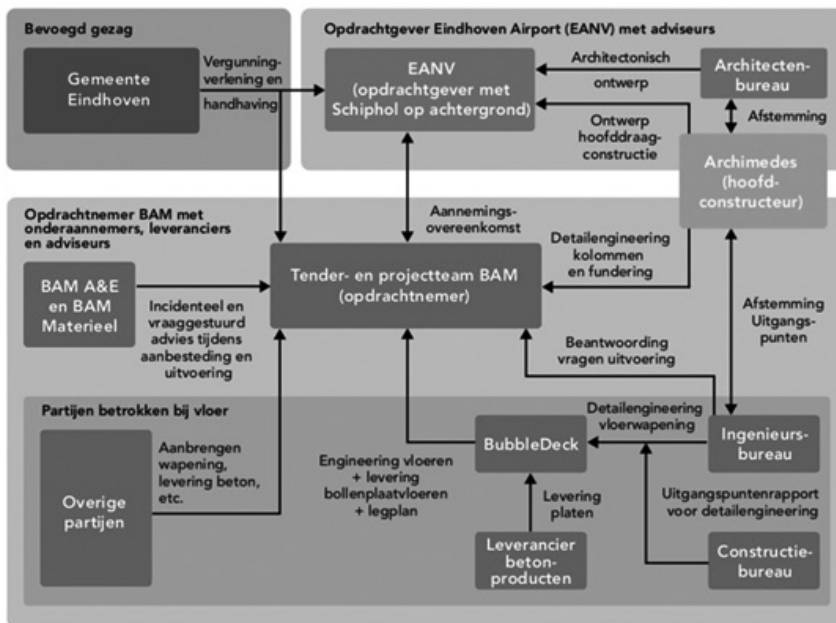 Bevoegd gezag
Gemeente
Eindhoven
Vergunning-
verlening en
handhaving
Opdrachtgever Eindhoven Airport (EANV) met adviseurs
EANV
(opdrachtgever met
Schiphol op achtergrond)
Architectonisch
ontwerp
Architecten-
bureau
Afstemming
Ontwerp
hoofddraag-
constructie
Archimedes
(hoofd-
constructeur)
Opdrachtnemer BAM met
onderaannemers, leveranciers
en adviseurs
Aannemings-
overeenkomst
Detailengineering
kolommen
en fundering
BAM A&E
en BAM
Materieel
Incidenteel en
vraaggestuurd
advies tijdens
aanbesteding en
uitvoering
Tender- en projectteam BAM
(opdrachtnemer)
Afstemming
Uitgangs-
punten
Beantwoording
vragen uitvoering
Partijen betrokken bij vloer
Overige
partijen
Aanbrengen
wapening,
levering beton,
etc.
Engineering vloeren
+ levering
bollenplaatvloeren
+ legplan
BubbleDeck
Detailengineering
vloerwapening
Ingenieurs-
bureau
Levering
platen
Uitgangspuntenrapport
voor detailengineering
Leverancier
beton-
producten
Constructie-
bureau